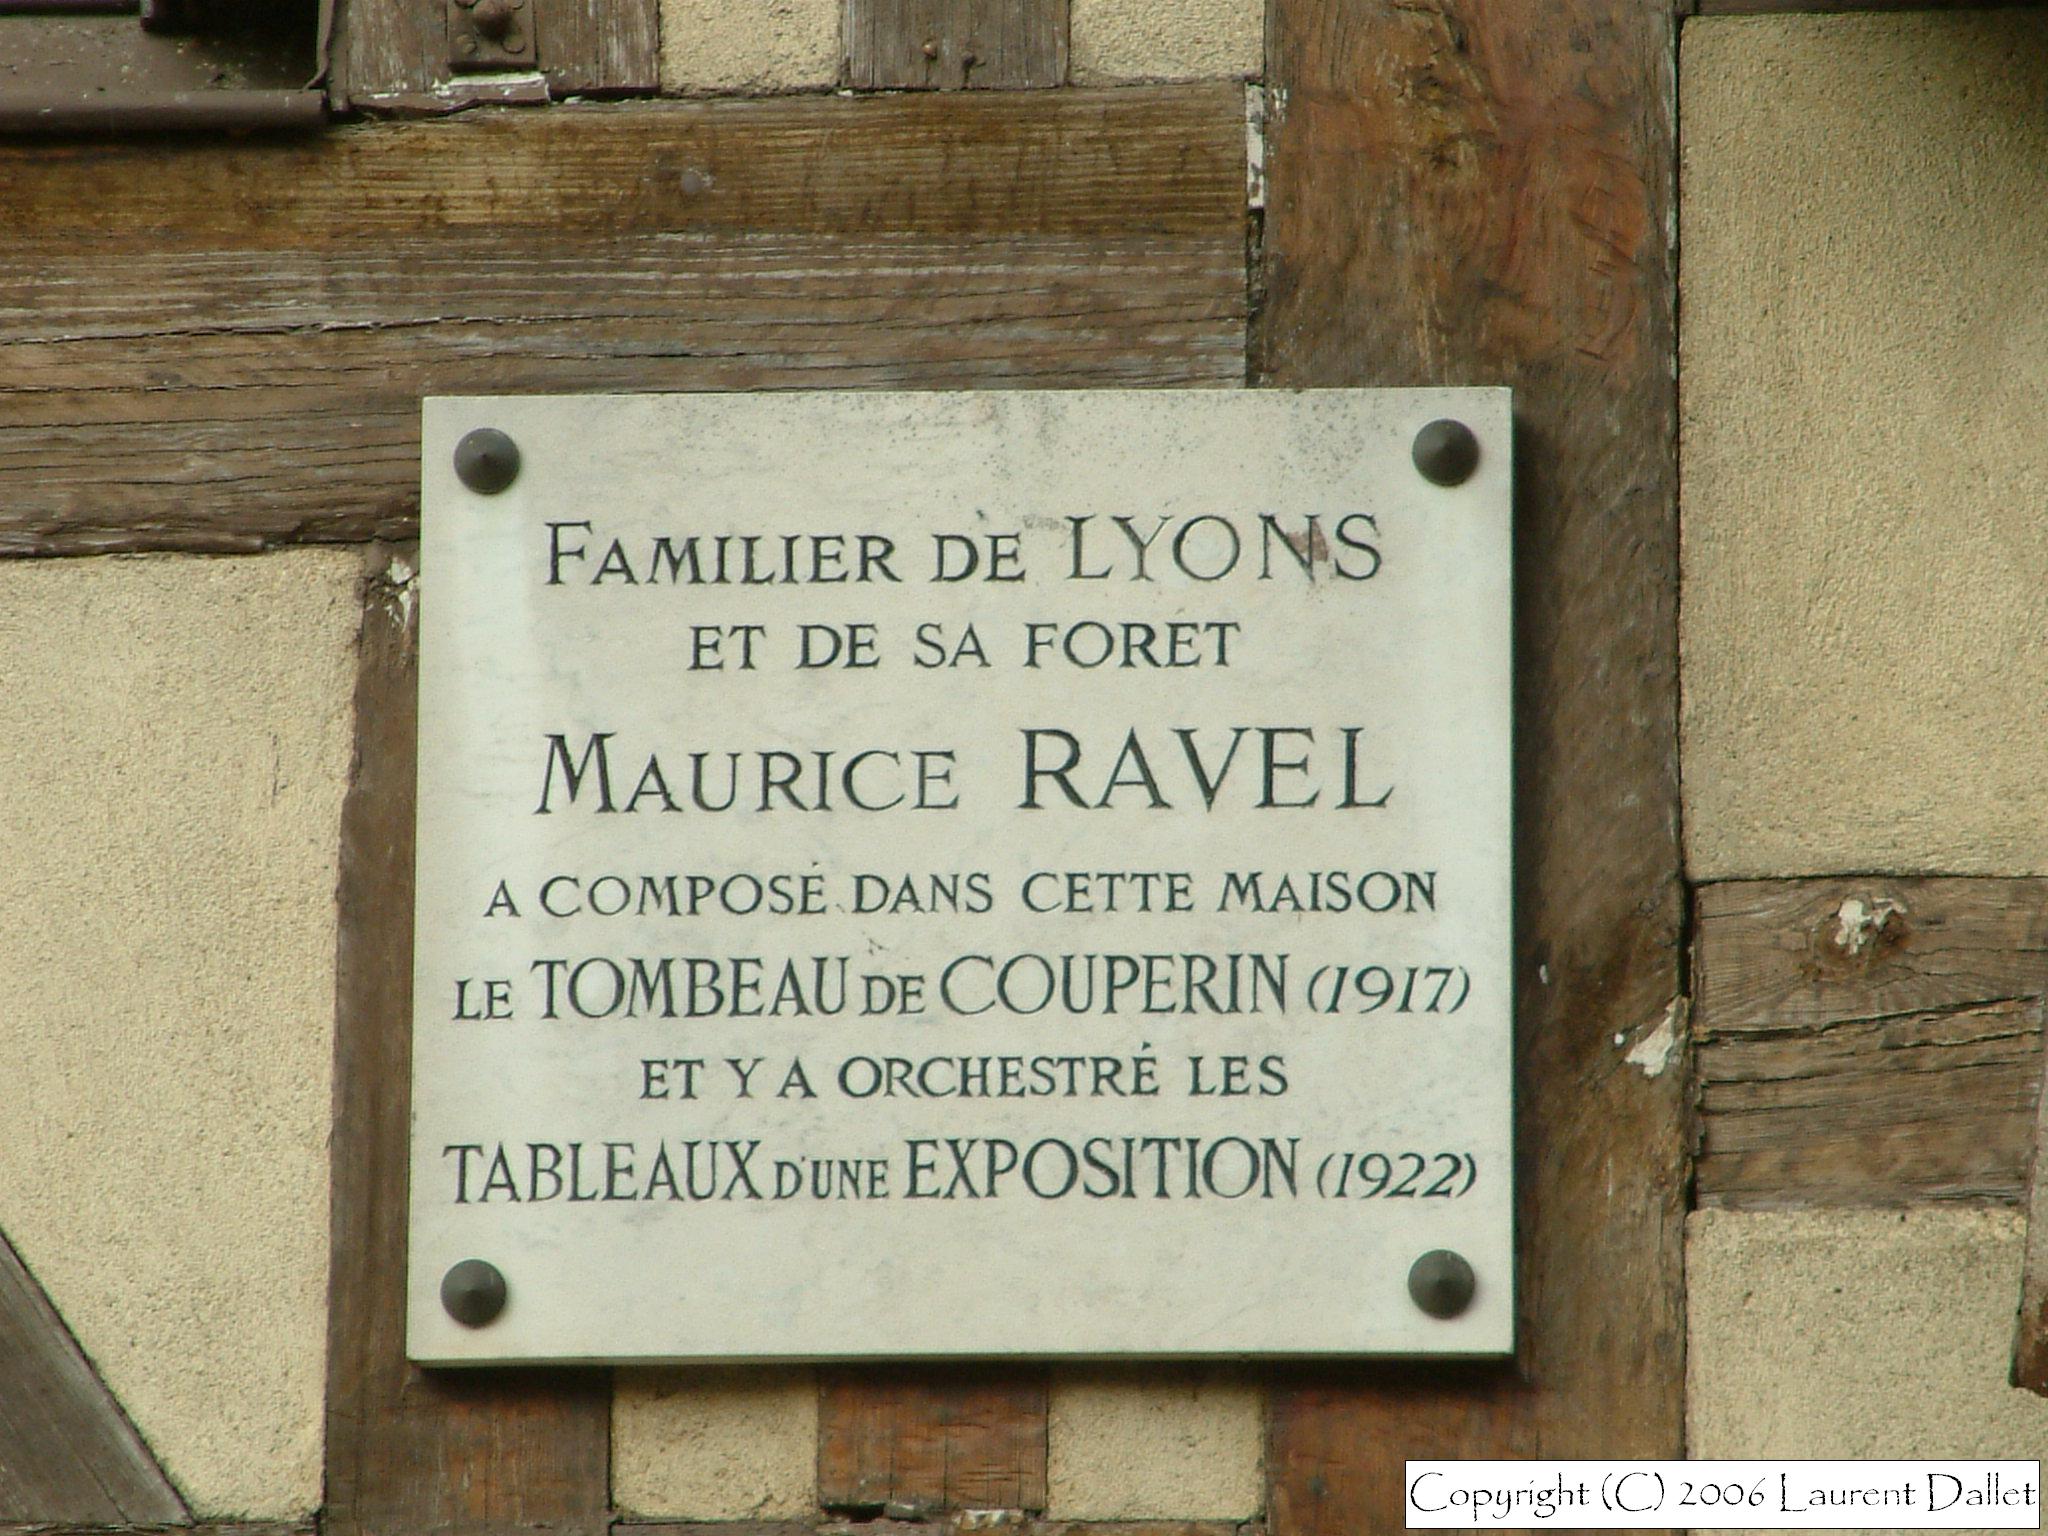 FAMILIER DE LYONS
ET DE SA FORET
MAURICE RAVEL
A COMPOSÉ DANS CETTE MAISON
LE TOMBEAU DE COUPERIN (1917)
ET Y A ORCHESTRÉ LES
TABLEAUX D'UNE EXPOSITION (1922)
Copyright (C) 2006 Laurent Dallet